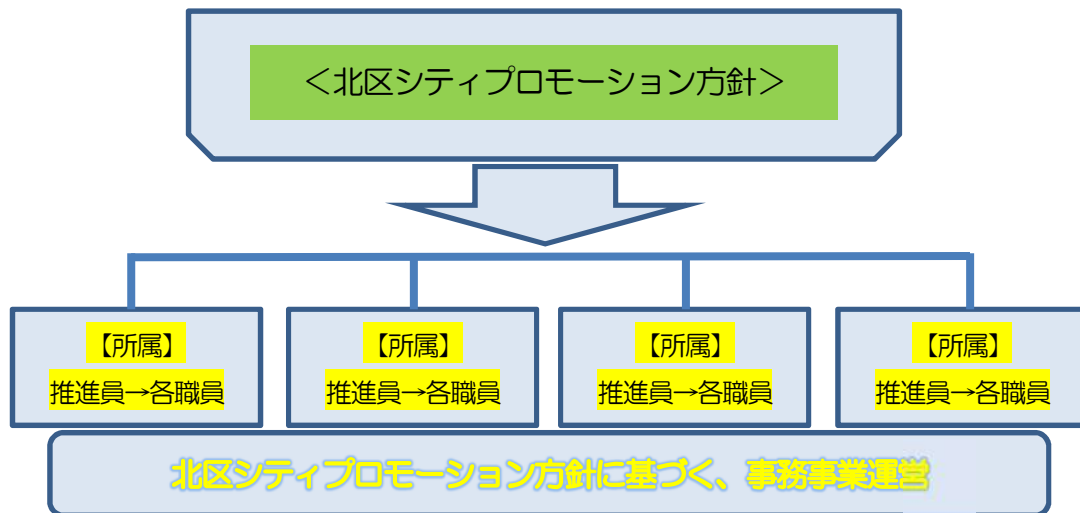 ＜北区シティプロモーション方針＞
【所属】
推進員→各職員
【所属】
推進員→各職員
【所属】
推進員→各職員
【所属】
推進員→各職員
北区シティプロモーション方針に基づく、事務事業運営